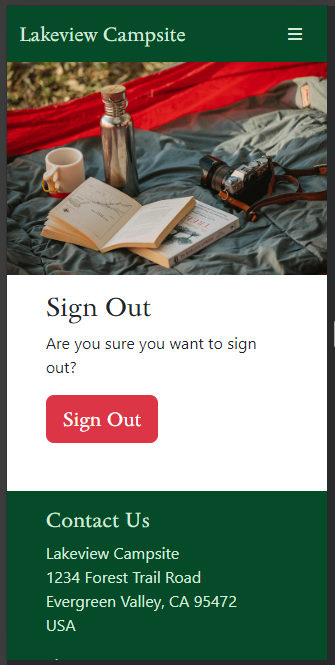 Lakeview Campsite
Sign Out
Are you sure you want to sign
out?
Sign Out
Contact Us
Lakeview Campsite
1234 Forest Trail Road
Evergreen Valley, CA 95472
USA